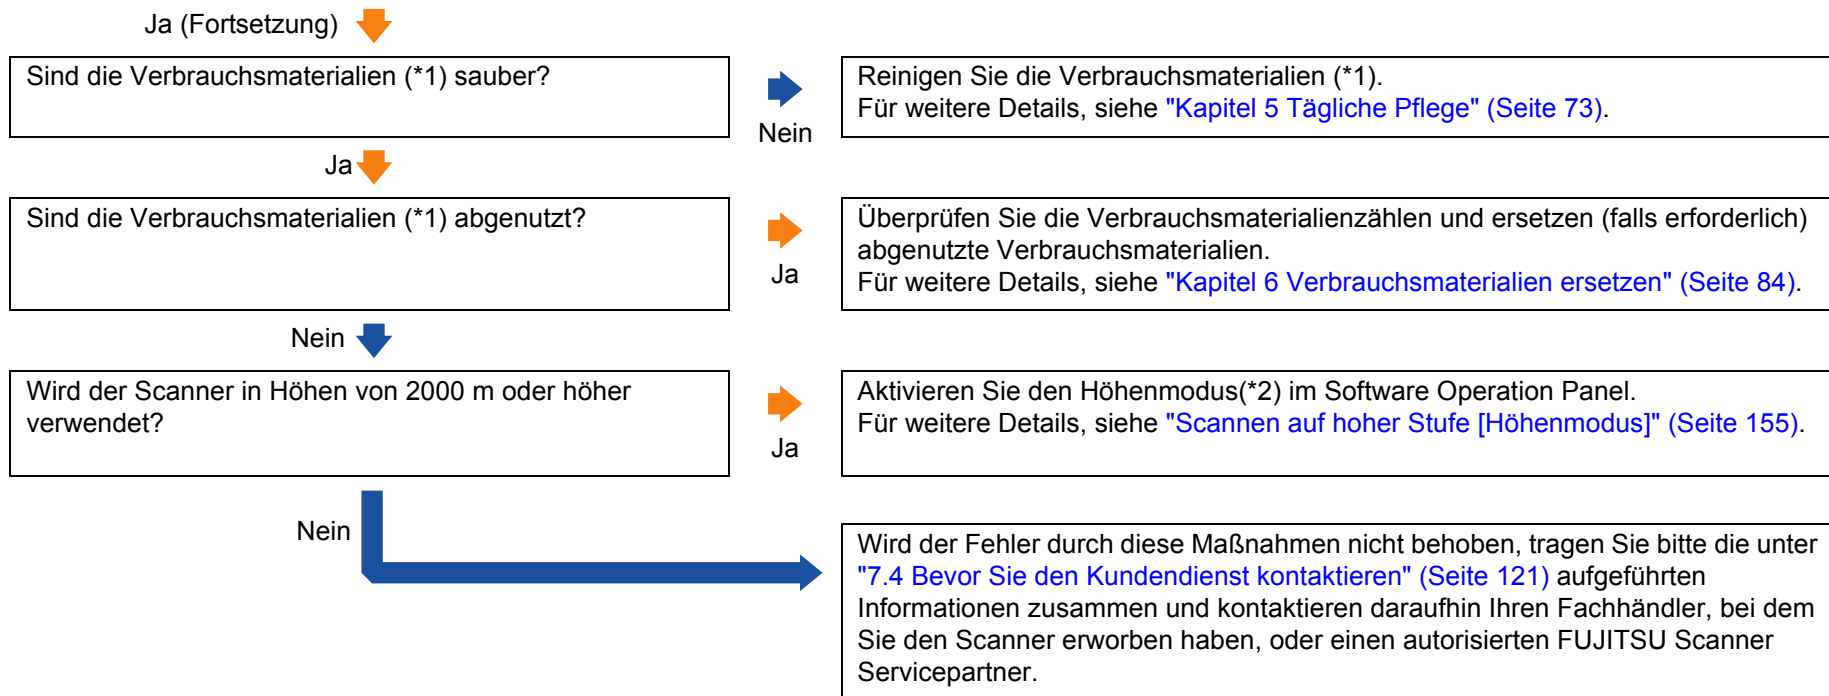 Ja (Fortsetzung)
Sind die Verbrauchsmaterialien (*1) sauber?
Nein
Reinigen Sie die Verbrauchsmaterialien (*1).
Für weitere Details, siehe "Kapitel 5 Tägliche Pflege" (Seite 73).
Ja
Sind die Verbrauchsmaterialien (*1) abgenutzt?
Ja
Überprüfen Sie die Verbrauchsmaterialienzählen und ersetzen (falls erforderlich)
abgenutzte Verbrauchsmaterialien.
Für weitere Details, siehe "Kapitel 6 Verbrauchsmaterialien ersetzen" (Seite 84).
Nein
Wird der Scanner in Höhen von 2000 m oder höher
verwendet?
Ja
Aktivieren Sie den Höhenmodus(*2) im Software Operation Panel.
Für weitere Details, siehe "Scannen auf hoher Stufe [Höhenmodus]" (Seite 155).
Nein
Wird der Fehler durch diese Maßnahmen nicht behoben, tragen Sie bitte die unter
"7.4 Bevor Sie den Kundendienst kontaktieren" (Seite 121) aufgeführten
Informationen zusammen und kontaktieren daraufhin Ihren Fachhändler, bei dem
Sie den Scanner erworben haben, oder einen autorisierten FUJITSU Scanner
Servicepartner.